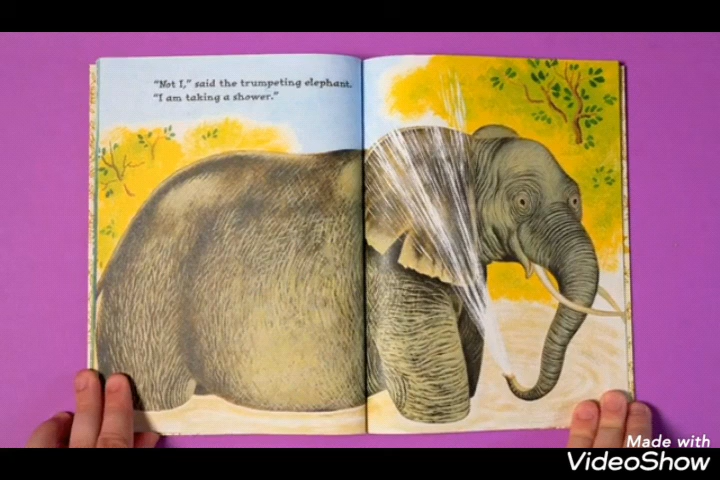 “Not I,” said the trumpeting elephant.
“I am taking a shower.”
Made with
VideoShow